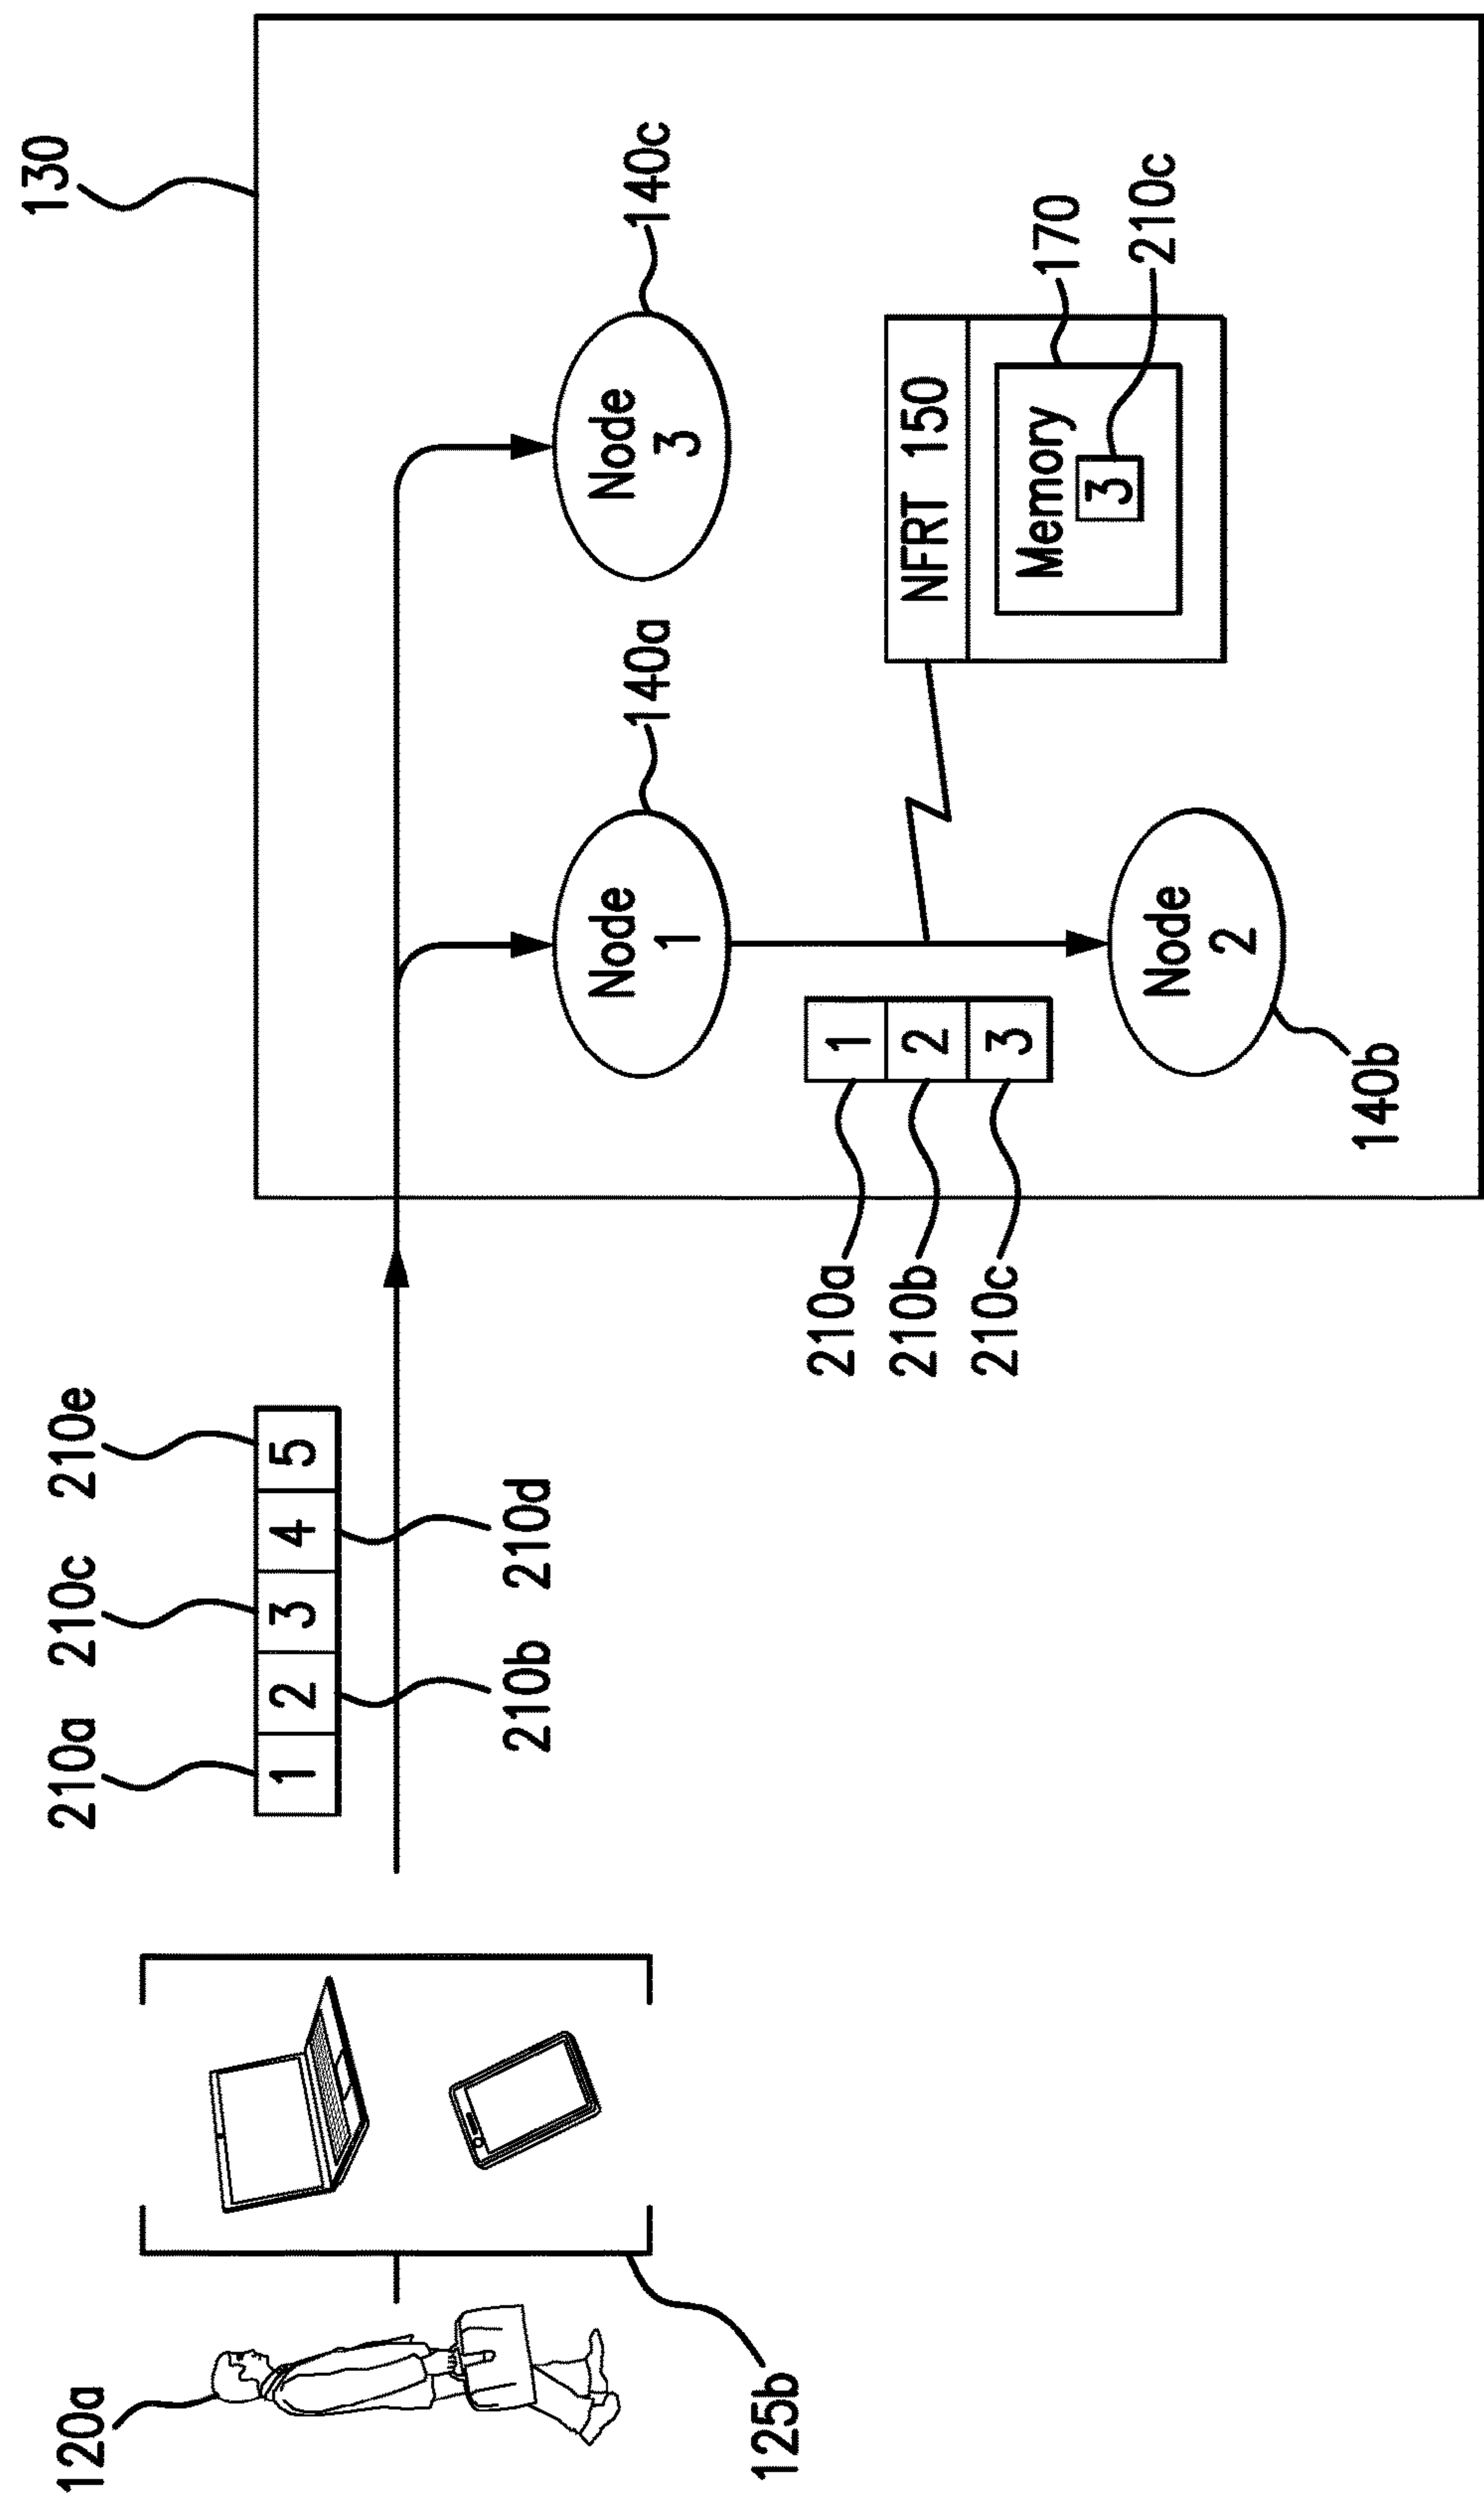 130
210a 210c 210e
1 2 3 4 5
210b 210d
120a
125b
Node
1
140a
Node
3
140c
210a
210b
210c
1
2
3
NFRT 150
Memory
3
170
210c
Node
2
140b